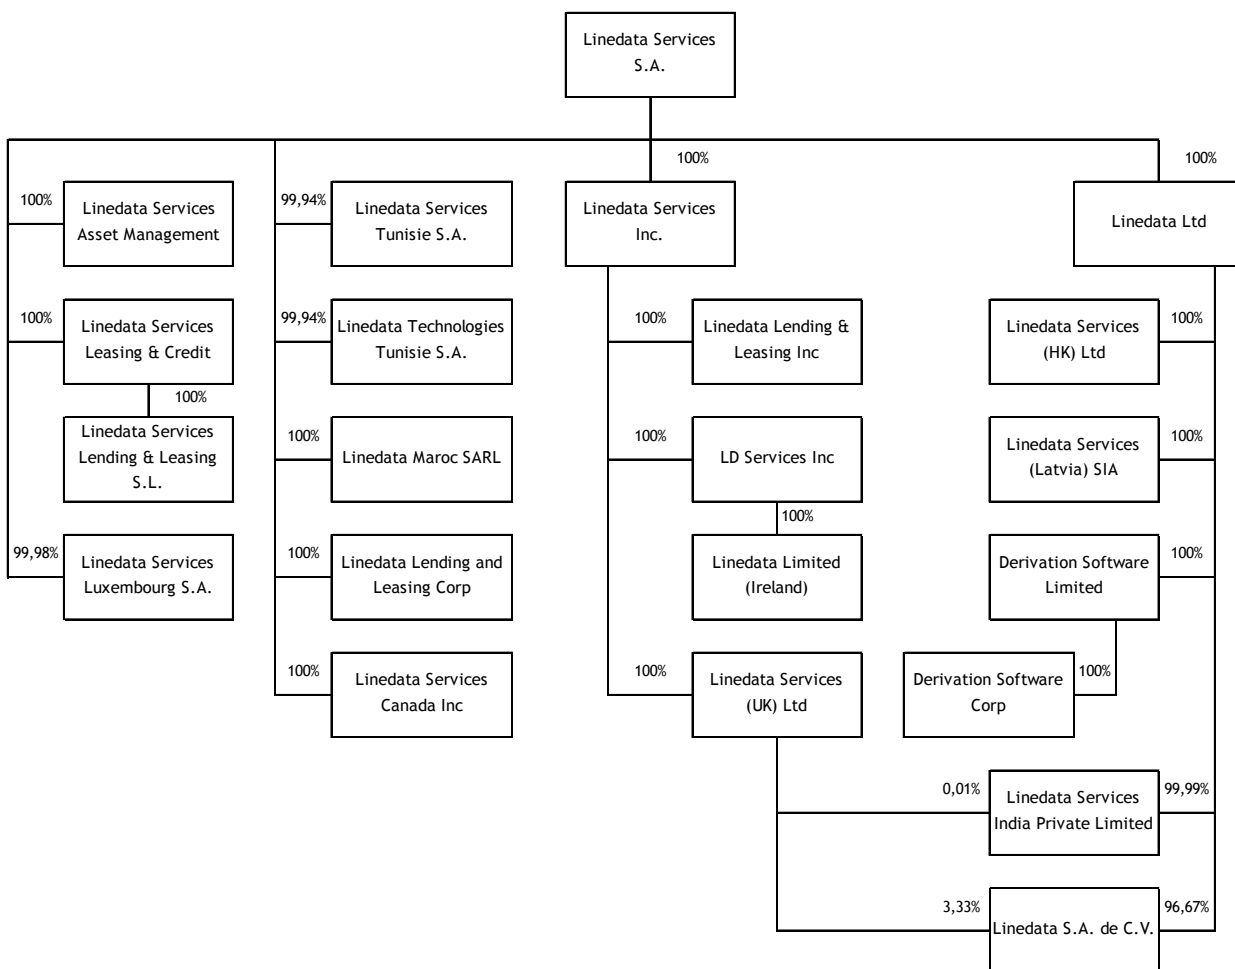 Linedata Services
S.A.
100%
100%
100%
Linedata Services
Asset Management
99,94%
Linedata Services
Tunisie S.A.
Linedata Services
Inc.
Linedata Ltd
100%
Linedata Services
Leasing & Credit
99,94%
Linedata Technologies
Tunisie S.A.
100%
Linedata Lending &
Leasing Inc
Linedata Services
(HK) Ltd
100%
100%
Linedata Services
Lending & Leasing
S.L.
100%
Linedata Maroc SARL
100%
LD Services Inc
Linedata Services
(Latvia) SIA
100%
100%
99,98%
Linedata Services
Luxembourg S.A.
100%
Linedata Lending and
Leasing Corp
Linedata Limited
(Ireland)
Derivation Software
Limited
100%
100%
Linedata Services
Canada Inc
100%
Linedata Services
(UK) Ltd
Derivation Software
Corp
100%
0,01%
Linedata Services
India Private Limited
99,99%
3,33%
Linedata S.A. de C.V.
96,67%